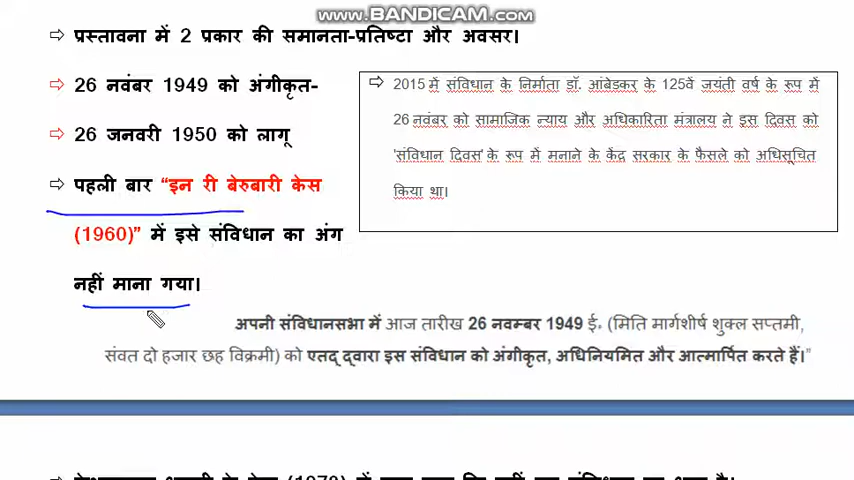 www.BANDICAM.com
⇨ प्रस्तावना में 2 प्रकार की समानता-प्रतिष्टा और अवसर।
⇨ 26 नवंबर 1949 को अंगीकृत-
⇨ 26 जनवरी 1950 को लागू
⇨ पहली बार “इन री बेरुबारी केस
(1960)” में इसे संविधान का अंग
नहीं माना गया।
⇨ 2015 में संविधान के निर्माता डॉ. आंबेडकर के 125वें जयंती वर्ष के रूप में
26 नवंबर को सामाजिक न्याय और अधिकारिता मंत्रालय ने इस दिवस को
'संविधान दिवस' के रूप में मनाने के केंद्र सरकार के फैसले को अधिसूचित
किया था।
अपनी संविधानसभा में आज तारीख 26 नवम्बर 1949 ई. (मिति मार्गशीर्ष शुक्ल सप्तमी,
संवत दो हजार छह विक्रमी) को एतद् द्वारा इस संविधान को अंगीकृत, अधिनियमित और आत्मार्पित करते हैं।”